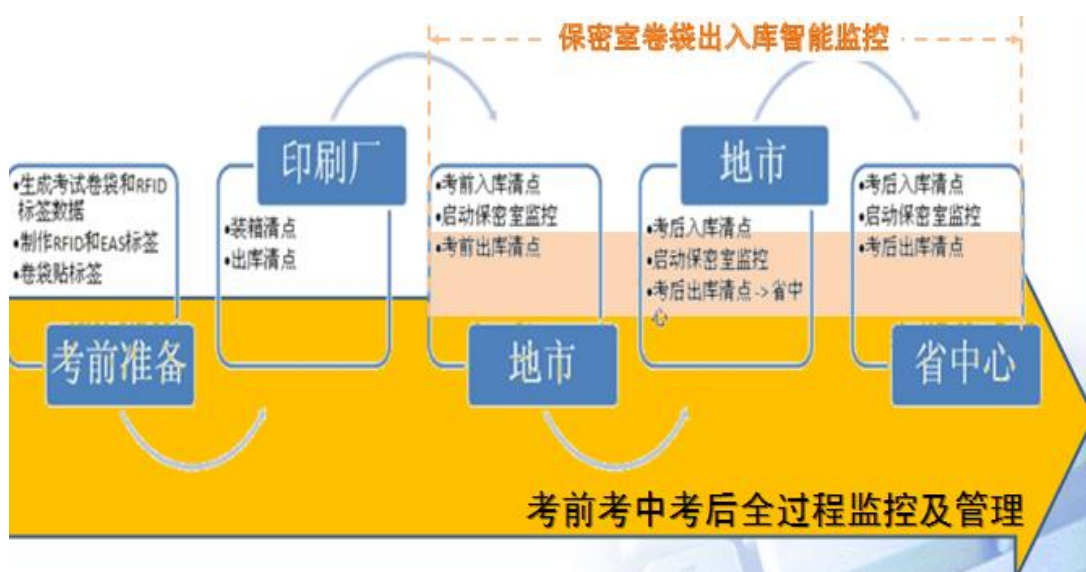 保密室卷袋出入库智能监控
•生成考试卷袋和RFID
标签数据
•制作RFID和EAS标签
•卷袋贴标签
考前准备
印刷厂
•装箱清点
•出库清点
•考前入库清点
•启动保密室监控
•考前出库清点
地市
地市
•考后入库清点
•启动保密室监控
•考后出库清点->省中
心
•考后入库清点
•启动保密室监控
•考后出库清点
省中心
考前考中考后全过程监控及管理